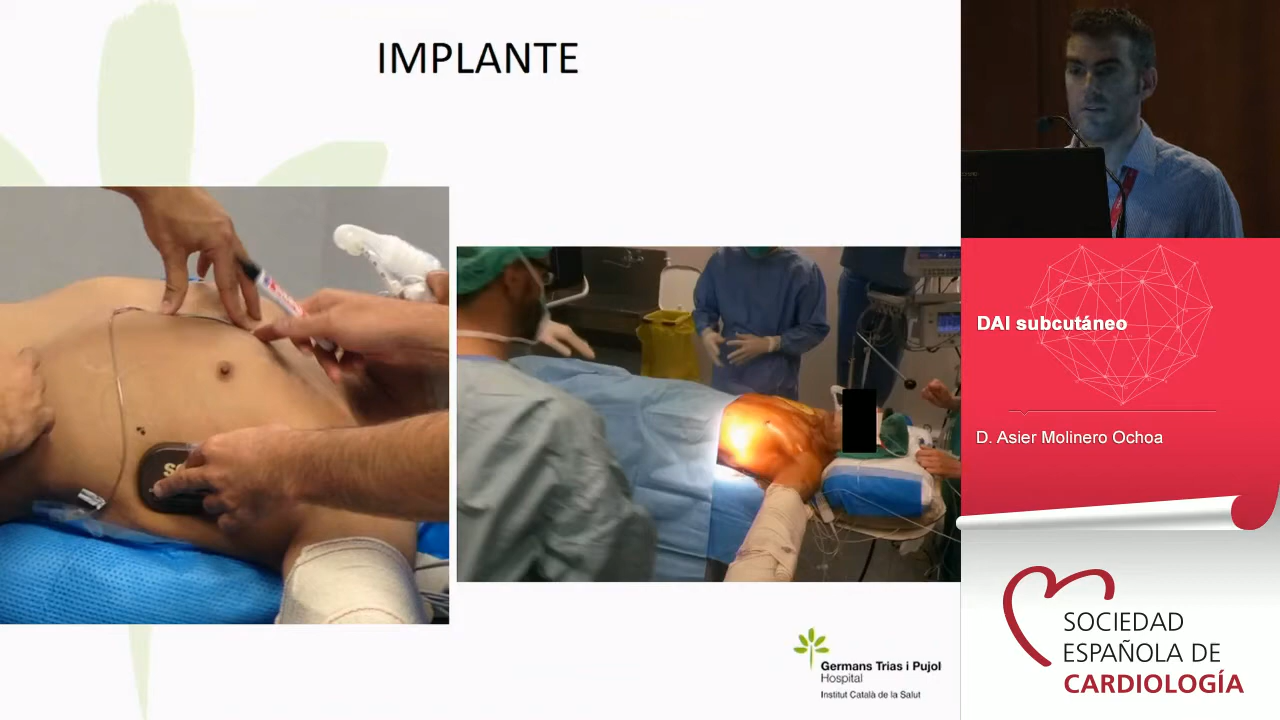 IMPLANTE
DAI subcutáneo
D. Asier Molinero Ochoa
Germans Trias i Pujol
Hospital
Institut Català de la Salut
SOCIEDAD
ESPAÑOLA DE
CARDIOLOGÍA